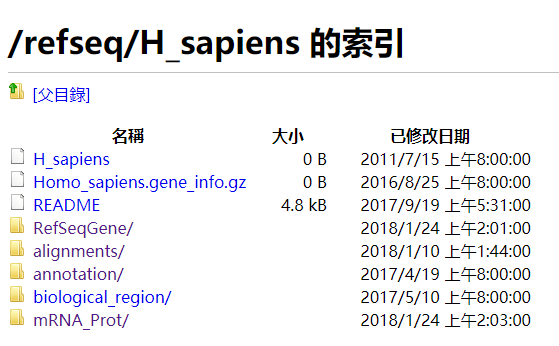 /refseq/H_sapiens 的索引
[父目錄]
名稱 大小 已修改日期
H_sapiens 0 B 2011/7/15 上午8:00:00
Homo_sapiens.gene_info.gz 0 B 2016/8/25 上午8:00:00
README 4.8 kB 2017/9/19 上午5:31:00
RefSeqGene/ 2018/1/24 上午2:01:00
alignments/ 2018/1/10 上午1:44:00
annotation/ 2017/4/19 上午8:00:00
biological_region/ 2017/5/10 上午8:00:00
mRNA_Prot/ 2018/1/24 上午2:03:00